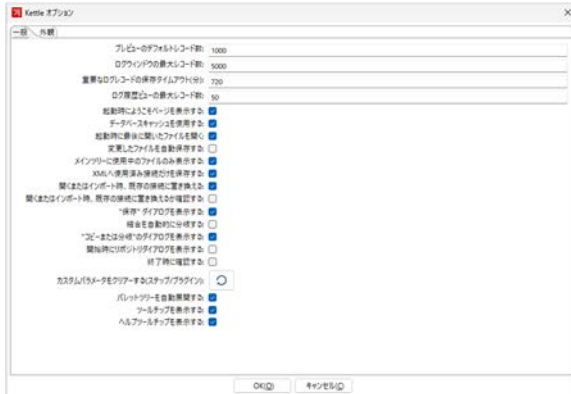 Kettle オプション
一般 外観
プレビューのデフォルトレコード数: 1000
ログウィンドウの最大レコード数: 5000
重要なログレコードの保存タイムアウト(分): 720
ログ履歴ビューの最大レコード数: 50
起動時にようこそページを表示する:
データベースキャッシュを使用する:
起動時に最後に開いたファイルを開く:
変更したファイルを自動保存する:
メインツリーに使用中のファイルのみ表示する:
XMLへ使用済み接続だけを保存する:
開くまたはインポート時、既存の接続に置き換える:
開くまたはインポート時、既存の接続に置き換えるか確認する:
"保存" ダイアログを表示する:
結合を自動的に分岐する:
"コピーまたは分岐"のダイアログを表示する:
開始時にリポジトリダイアログを表示する:
終了時に確認する:
カスタムパラメータをクリアーする(ステップ/プラグイン):
パレットツリーを自動展開する:
ツールチップを表示する:
ヘルプツールチップを表示する:
OK(O) キャンセル(C)